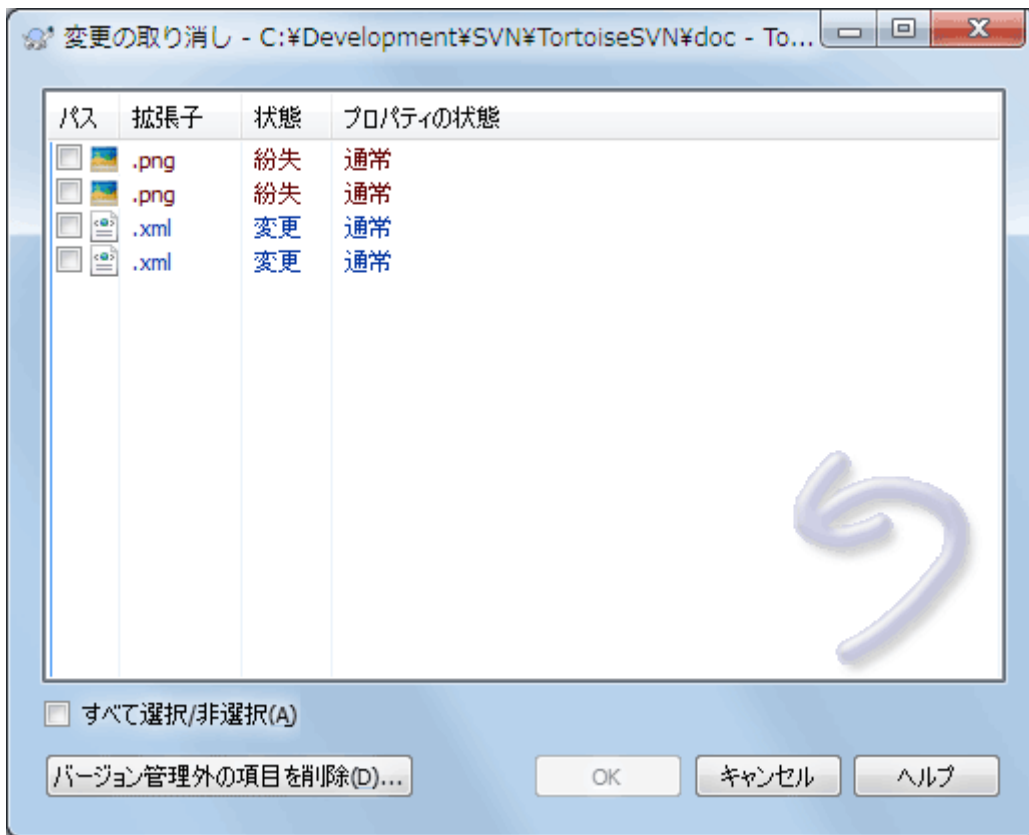 変更の取り消し - C:¥Development¥SVN¥TortoiseSVN¥doc - To...
パス 拡張子 状態 プロパティの状態
.png 紛失 通常
.png 紛失 通常
.xml 変更 通常
.xml 変更 通常
すべて選択/非選択(A)
バージョン管理外の項目を削除(D)... OK キャンセル ヘルプ